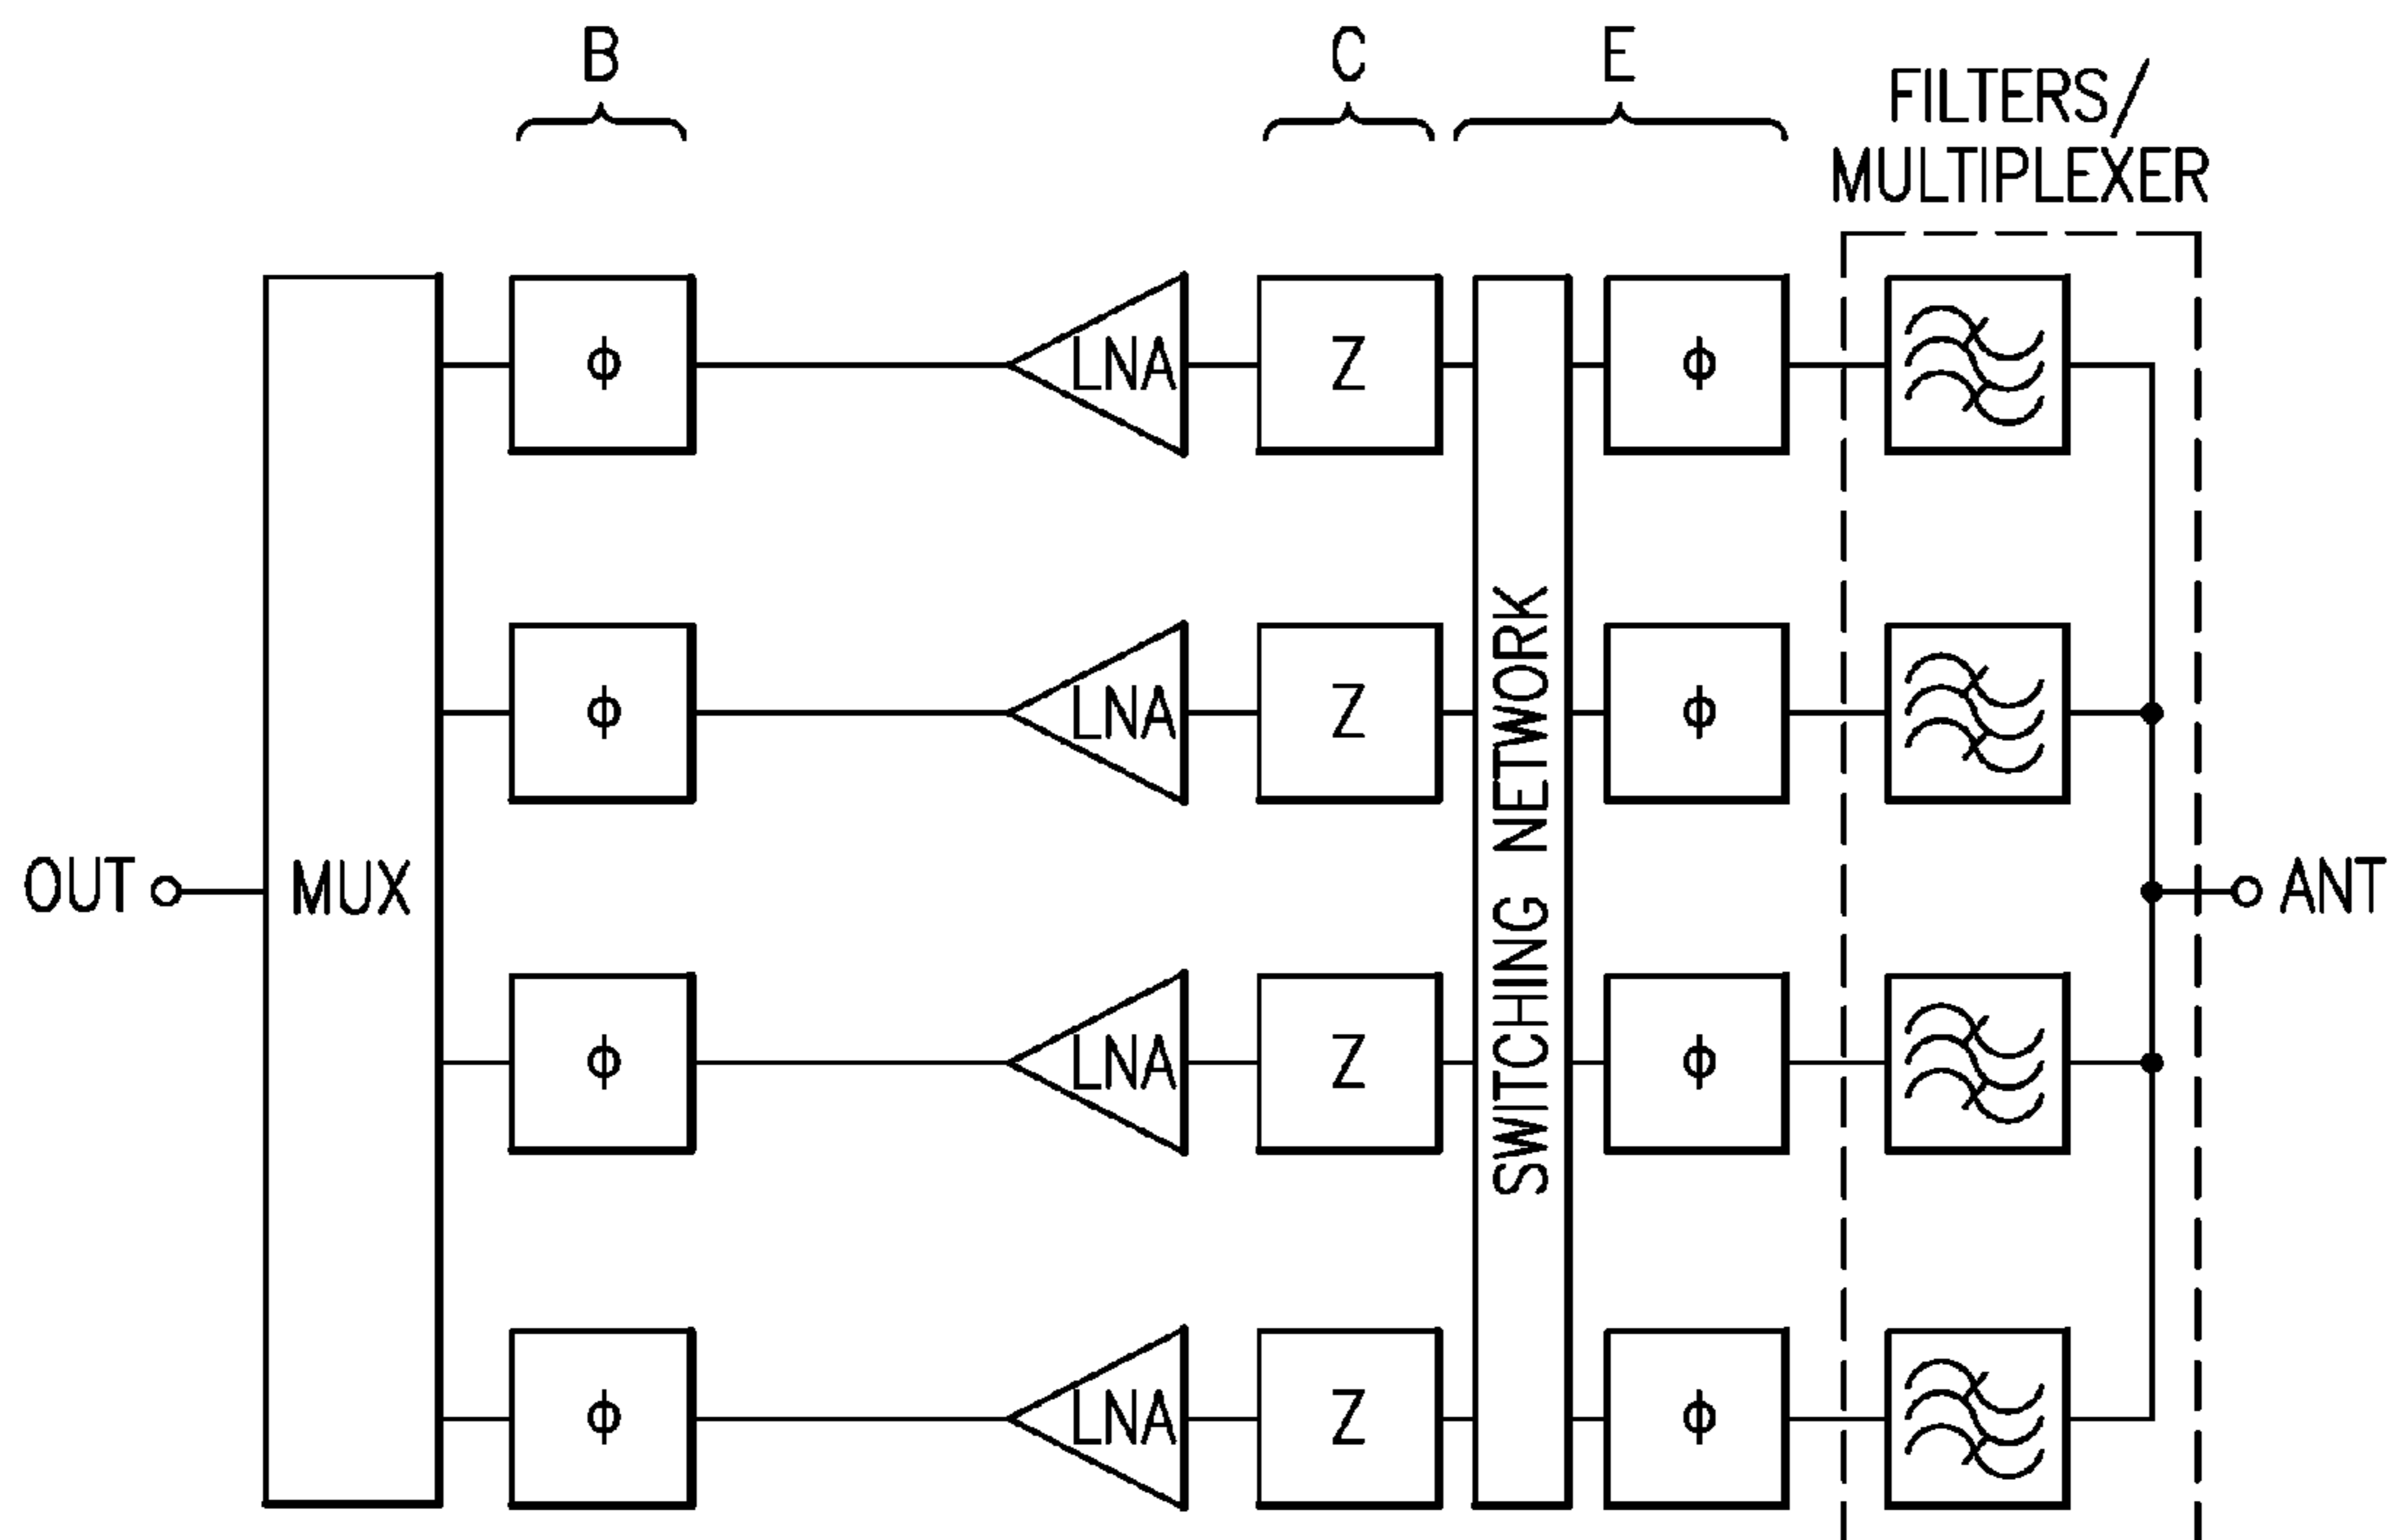 B C E
FILTERS/
MULTIPLEXER
ϕ LNA Z ϕ
ϕ LNA Z ϕ
SWITCHING NETWORK
OUT MUX ANT
ϕ LNA Z ϕ
ϕ LNA Z ϕ